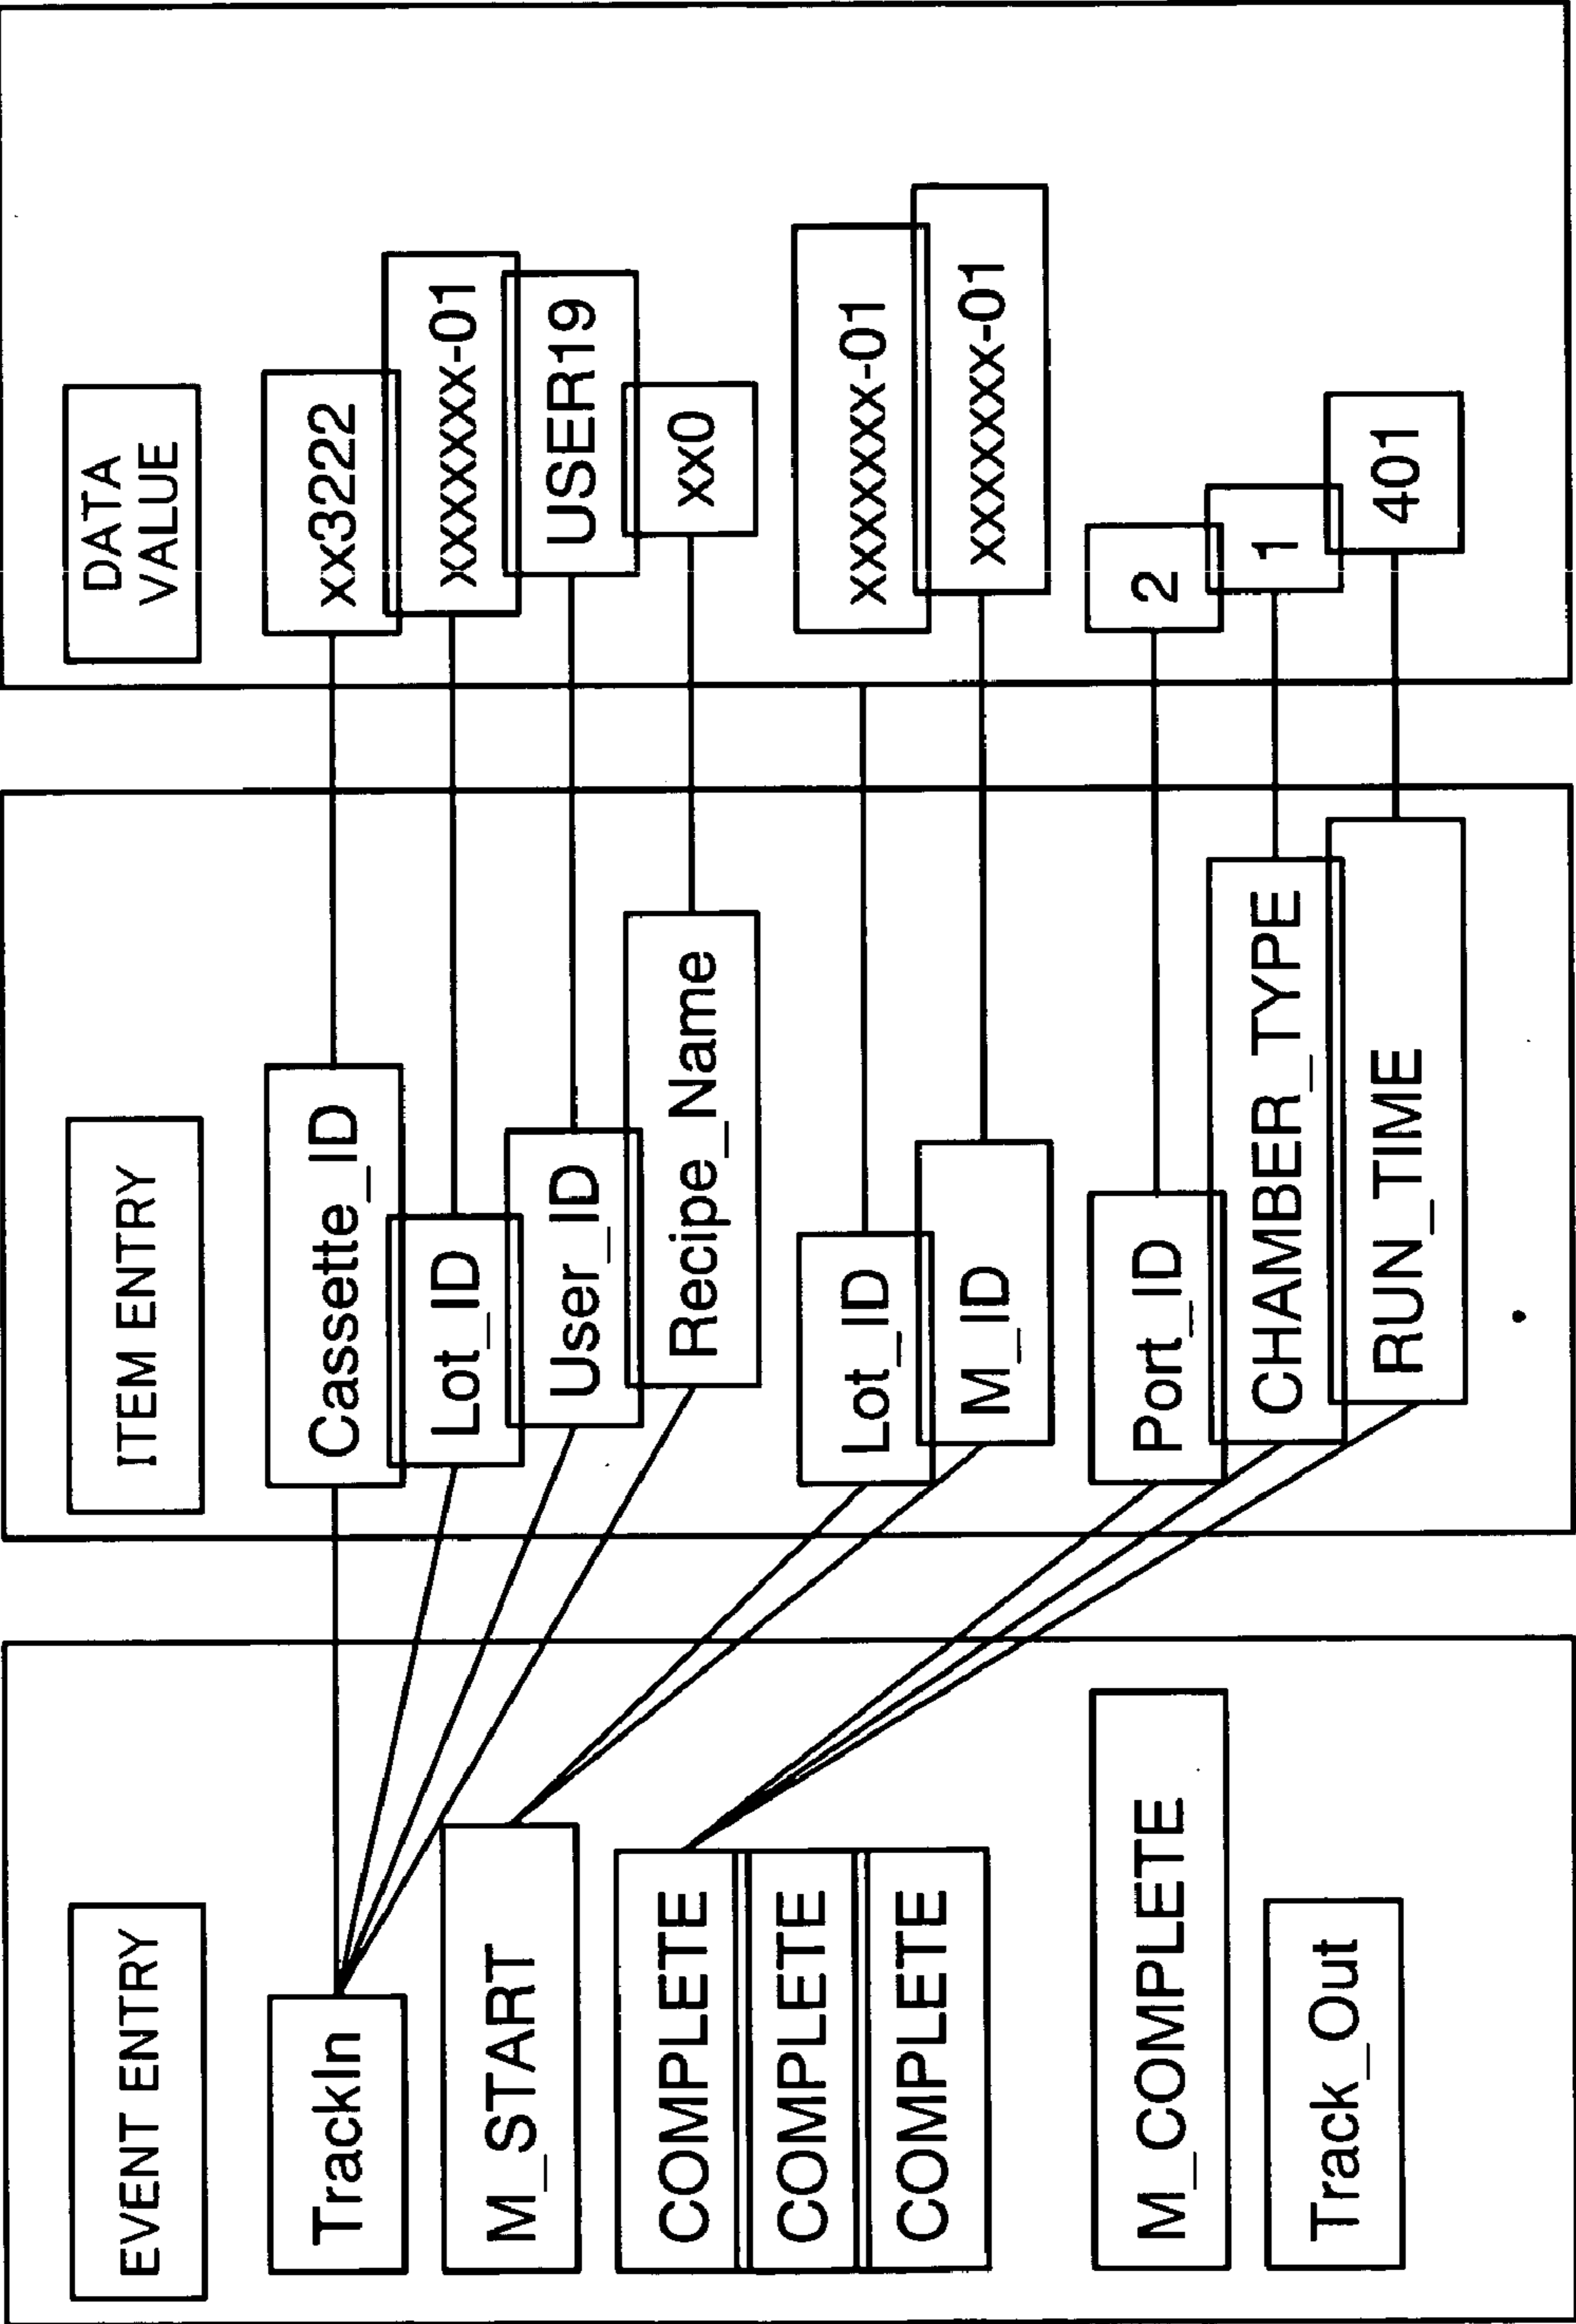 EVENT ENTRY
TrackIn
M_START
COMPLETE
COMPLETE
COMPLETE
M_COMPLETE
Track_Out
ITEM ENTRY
Cassette_ID
Lot_ID
User_ID
Recipe_Name
Lot_ID
M_ID
Port_ID
CHAMBER_TYPE
RUN_TIME
DATA
VALUE
xx3222
xxxxxxx-01
USER19
xx0
xxxxxxx-01
xxxxxxx-01
2
1
401